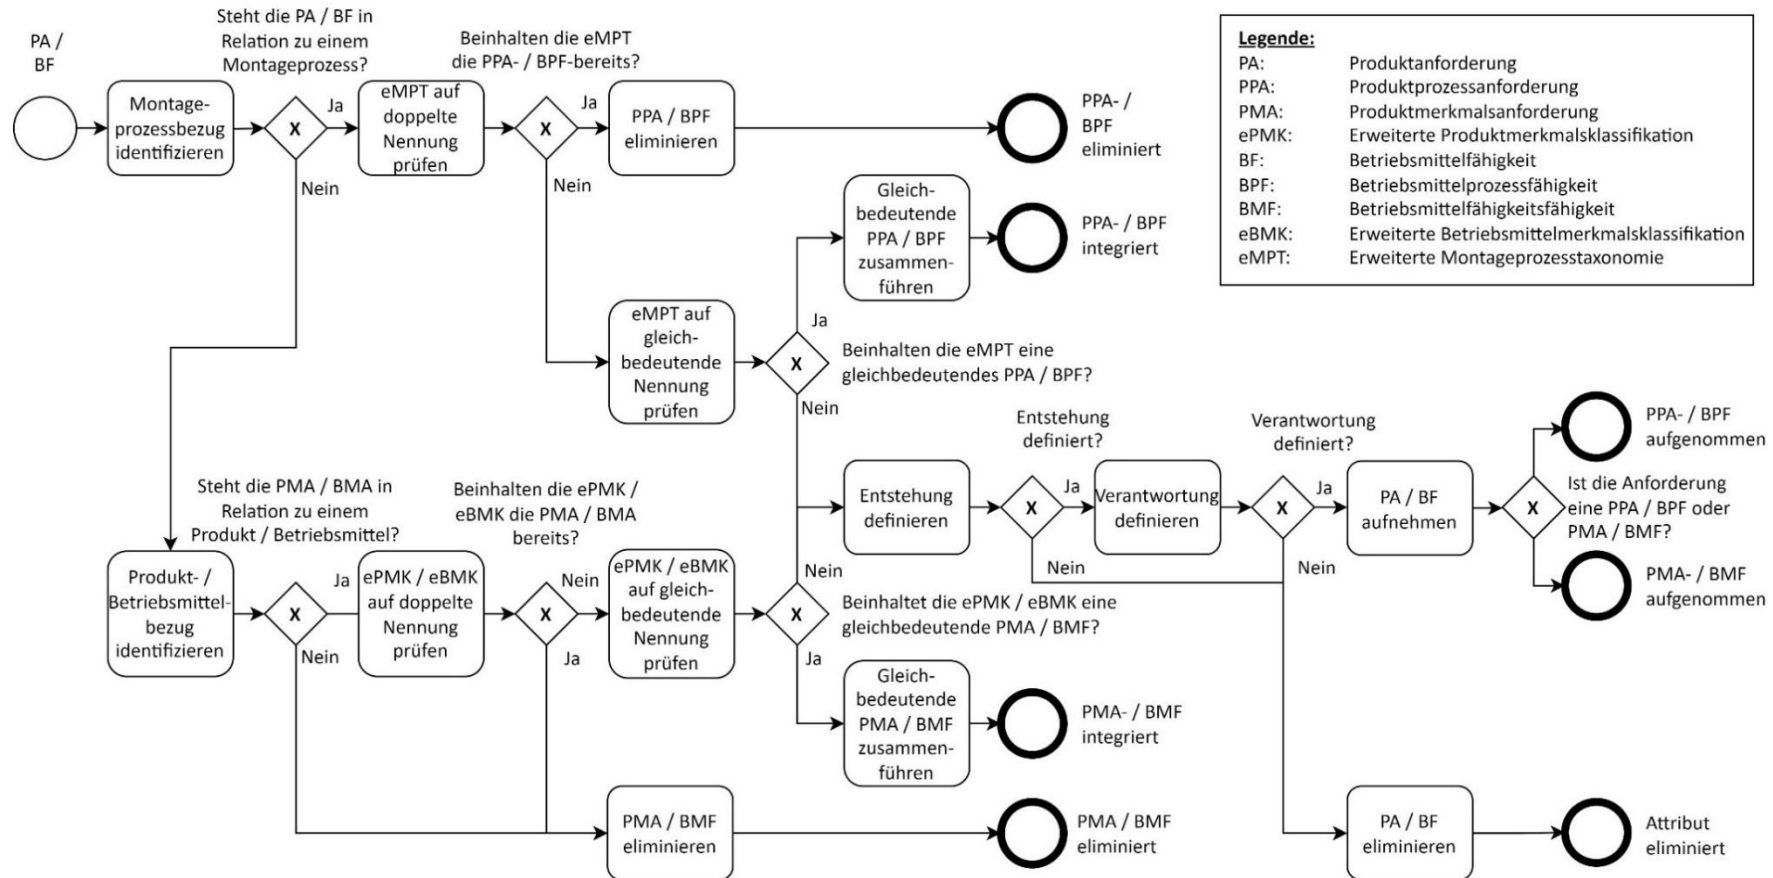 PA /
BF
Steht die PA / BF in
Relation zu einem
Montageprozess?
Beinhalten die eMPT
die PPA- / BPF-bereits?
Montage-
prozessbezug
identifizieren
X
Ja
Nein
eMPT auf
doppelte
Nennung
prüfen
X
Ja
Nein
PPA / BPF
eliminieren
PPA- /
BPF
eliminiert
Legende:
PA: Produktanforderung
PPA: Produktprozessanforderung
PMA: Produktmerkmalsanforderung
ePMK: Erweiterte Produktmerkmalsklassifikation
BF: Betriebsmittelfähigkeit
BPF: Betriebsmittelprozessfähigkeit
BMF: Betriebsmittelfähigkeitsfähigkeit
eBMK: Erweiterte Betriebsmittelmerkmalsklassifikation
eMPT: Erweiterte Montageprozesstaxonomie
Gleich-
bedeutende
PPA / BPF
zusammen-
führen
PPA- / BPF
integriert
eMPT auf
gleich-
bedeutende
Nennung
prüfen
Ja
X
Nein
Beinhalten die eMPT eine
gleichbedeutendes PPA / BPF?
Entstehung
definiert?
Verantwortung
definiert?
Entstehung
definieren
X
Ja
Nein
Verantwortung
definieren
X
Ja
Nein
PA / BF
aufnehmen
X
PPA- / BPF
aufgenommen
Ist die Anforderung
eine PPA / BPF oder
PMA / BMF?
PMA- / BMF
aufgenommen
Steht die PMA / BMA in
Relation zu einem
Produkt / Betriebsmittel?
Beinhalten die ePMK /
eBMK die PMA / BMA
bereits?
Produkt- /
Betriebsmittel-
bezug
identifizieren
X
Ja
Nein
ePMK / eBMK
auf doppelte
Nennung
prüfen
X
Nein
Ja
ePMK / eBMK
auf gleich-
bedeutende
Nennung
prüfen
Nein
X
Ja
Beinhaltet die ePMK / eBMK eine
gleichbedeutende PMA / BMF?
Gleich-
bedeutende
PMA / BMF
zusammen-
führen
PMA- / BMF
integriert
PMA / BMF
eliminieren
PMA / BMF
eliminiert
PA / BF
eliminieren
Attribut
eliminiert